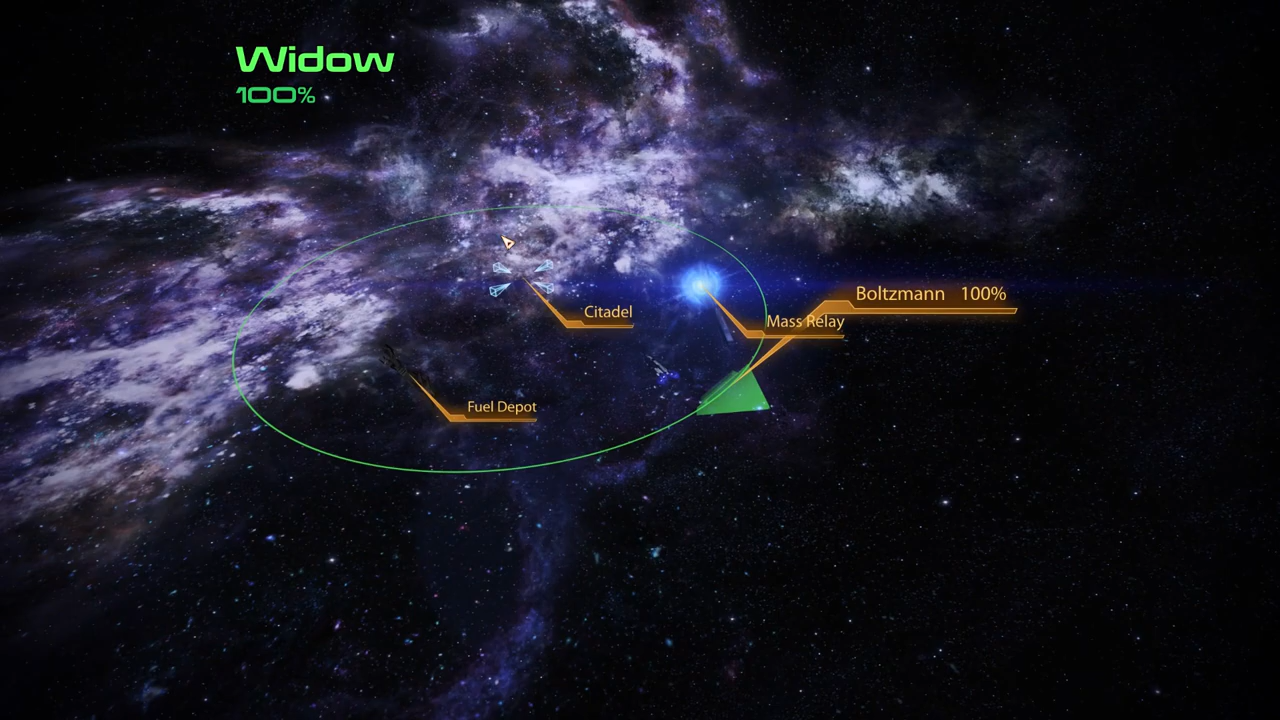 Widow
100%
Boltzmann 100%
Citadel
Mass Relay
Fuel Depot